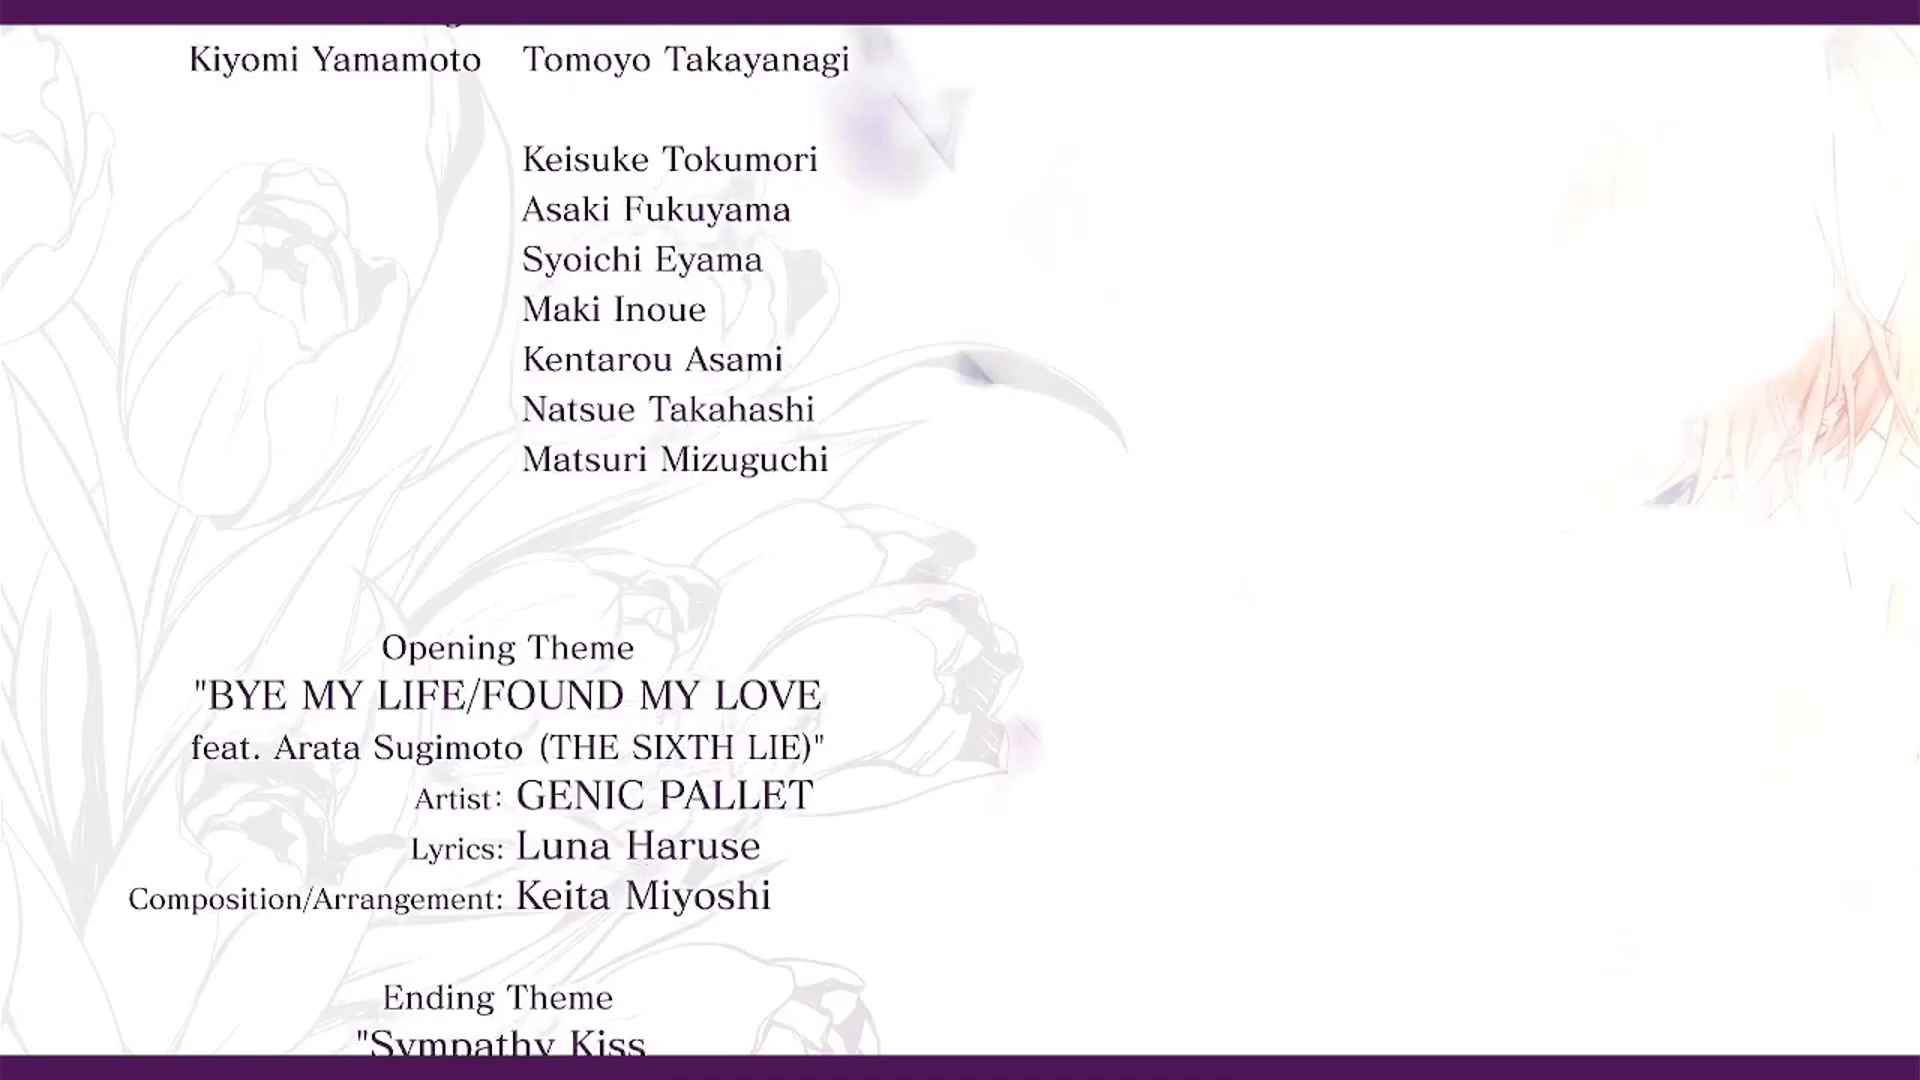 Kiyomi Yamamoto Tomoyo Takayanagi
Keisuke Tokumori
Asaki Fukuyama
Syoichi Eyama
Maki Inoue
Kentarou Asami
Natsue Takahashi
Matsuri Mizuguchi
Opening Theme
"BYE MY LIFE/FOUND MY LOVE
feat. Arata Sugimoto (THE SIXTH LIE)"
Artist: GENIC PALLET
Lyrics: Luna Haruse
Composition/Arrangement: Keita Miyoshi
Ending Theme
"Sympathy Kiss